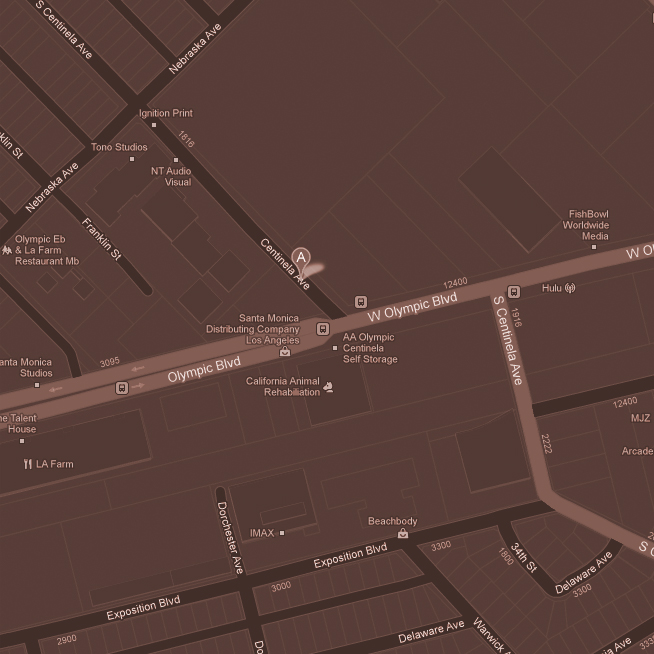 S Centinela Ave
Nebraska Ave
Ignition Print
1816
Tono Studios
NT Audio
Visual
Nebraska Ave
Franklin St
Olympic Eb
& La Farm
Restaurant Mb
Centinela Ave
A
FishBowl
Worldwide
Media
12400
Hulu
W Olympic Blvd
S Centinela Ave
1916
Santa Monica
Distributing Company
Los Angeles
AA Olympic
Centinela
Self Storage
3095
Olympic Blvd
anta Monica
Studios
California Animal
Rehabiliation
12400
MJZ
he Talent
House
2222
Arcade
LA Farm
Dorchester Ave
IMAX
Beachbody
Exposition Blvd
3300
1800
34th St
Delaware Ave
3300
3000
Exposition Blvd
2900
Delaware Ave